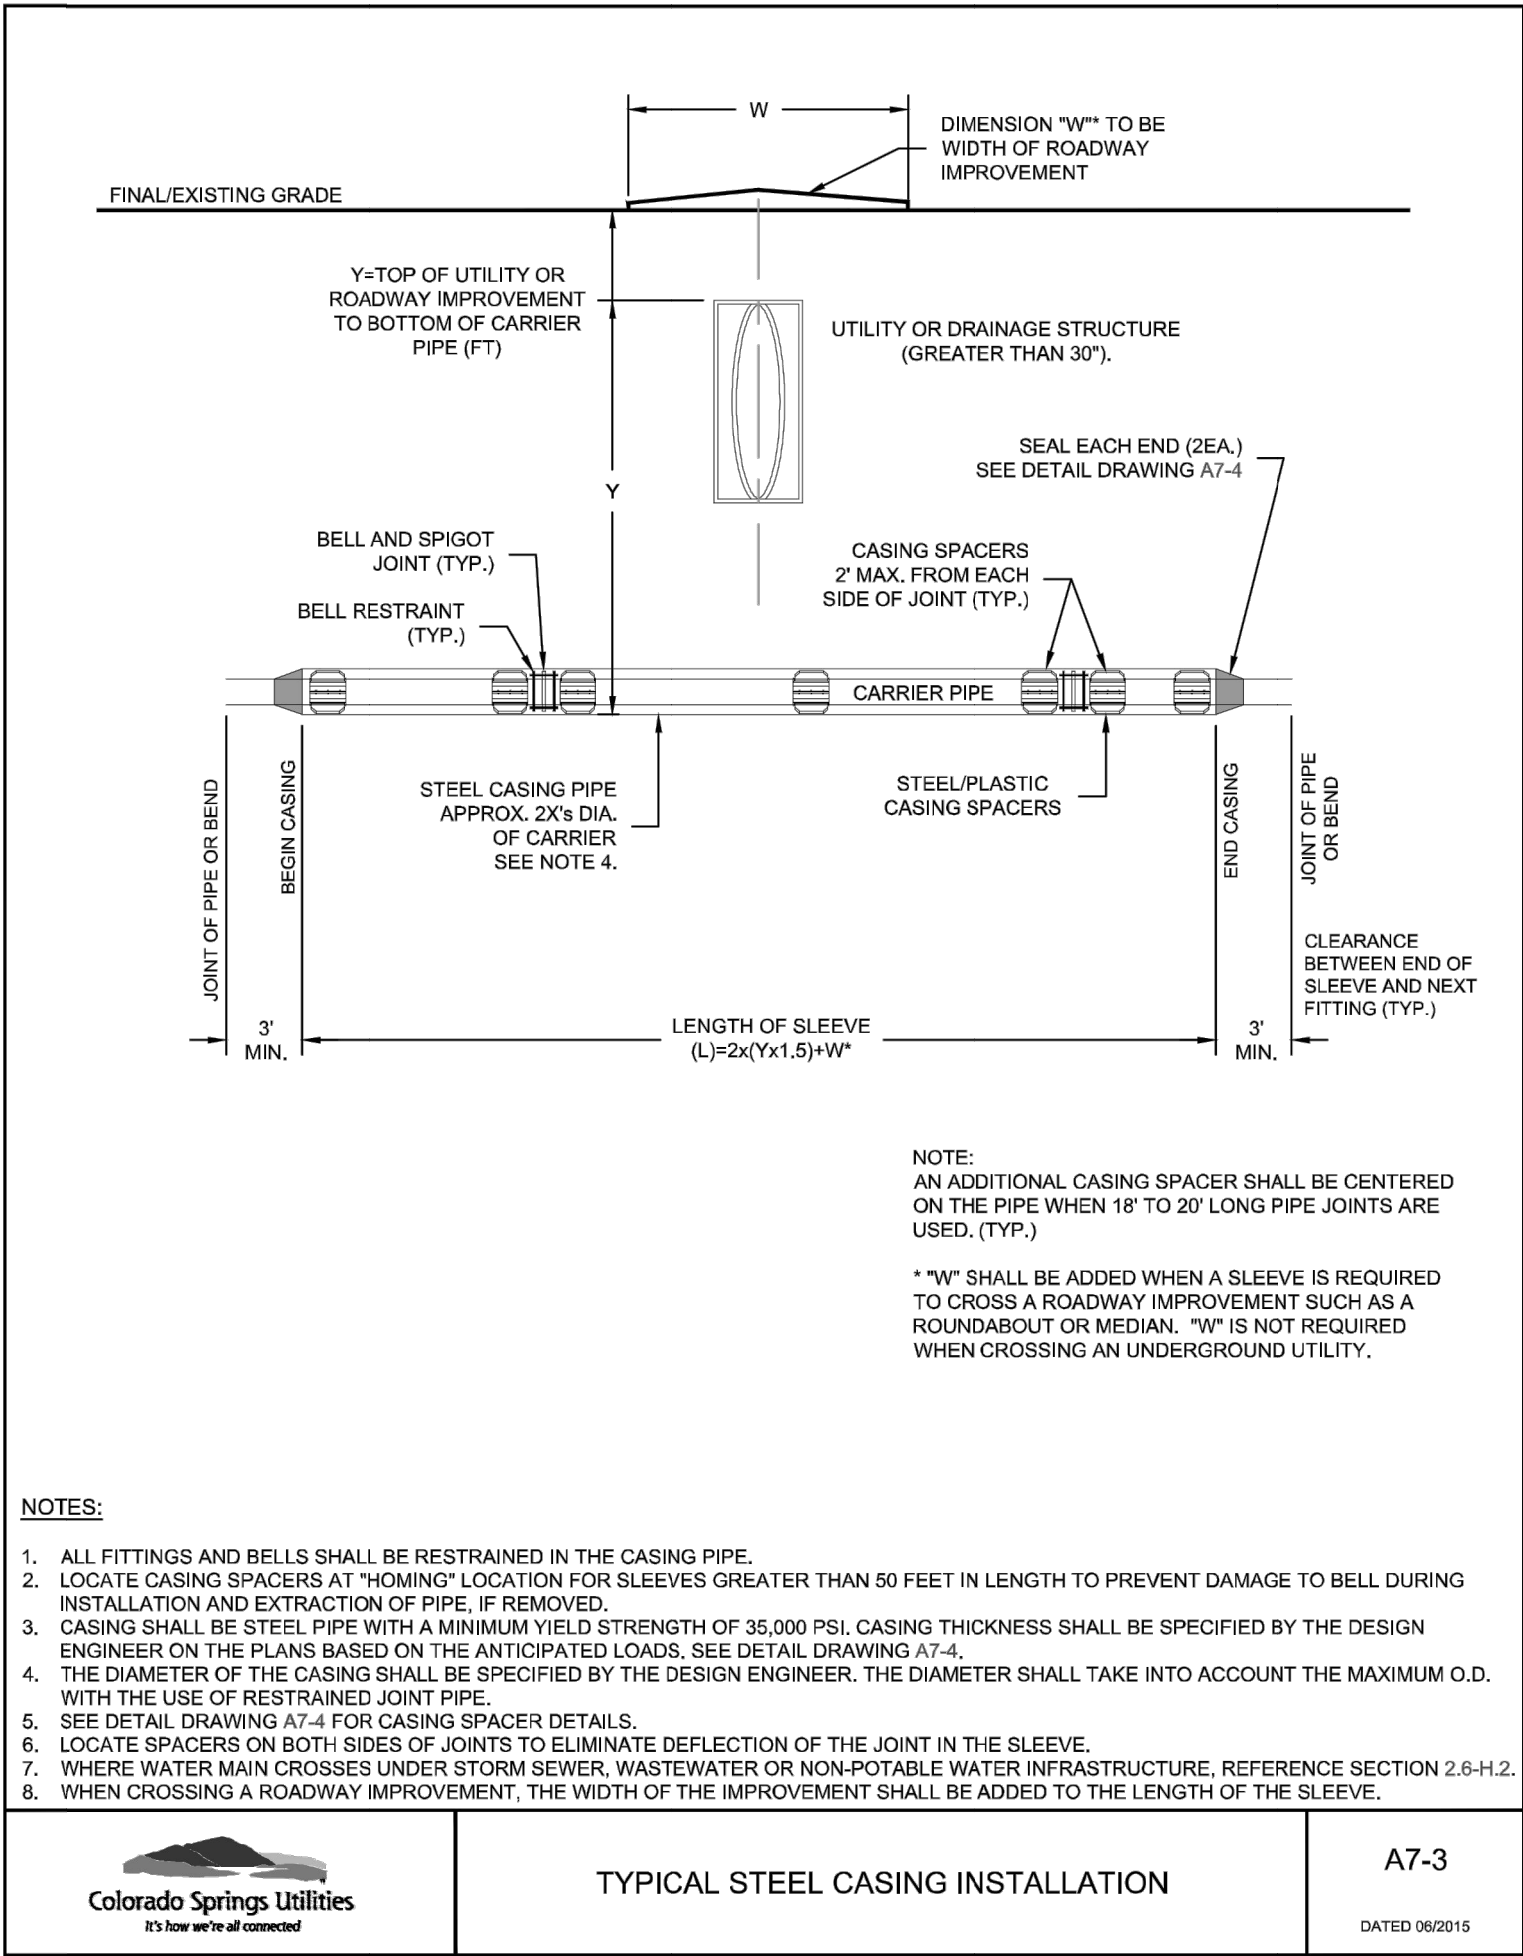 W
DIMENSION "W"* TO BE
WIDTH OF ROADWAY
IMPROVEMENT
FINAL/EXISTING GRADE
Y=TOP OF UTILITY OR
ROADWAY IMPROVEMENT
TO BOTTOM OF CARRIER
PIPE (FT)
UTILITY OR DRAINAGE STRUCTURE
(GREATER THAN 30").
SEAL EACH END (2EA.)
SEE DETAIL DRAWING A7-4
Y
BELL AND SPIGOT
JOINT (TYP.)
CASING SPACERS
2' MAX. FROM EACH
SIDE OF JOINT (TYP.)
BELL RESTRAINT
(TYP.)
CARRIER PIPE
JOINT OF PIPE OR BEND
BEGIN CASING
STEEL CASING PIPE
APPROX. 2X's DIA.
OF CARRIER
SEE NOTE 4.
STEEL/PLASTIC
CASING SPACERS
END CASING
JOINT OF PIPE
OR BEND
CLEARANCE
BETWEEN END OF
SLEEVE AND NEXT
FITTING (TYP.)
3'
MIN.
LENGTH OF SLEEVE
(L)=2x(Yx1.5)+W*
3'
MIN.
NOTE:
AN ADDITIONAL CASING SPACER SHALL BE CENTERED
ON THE PIPE WHEN 18' TO 20' LONG PIPE JOINTS ARE
USED. (TYP.)
* "W" SHALL BE ADDED WHEN A SLEEVE IS REQUIRED
TO CROSS A ROADWAY IMPROVEMENT SUCH AS A
ROUNDABOUT OR MEDIAN. "W" IS NOT REQUIRED
WHEN CROSSING AN UNDERGROUND UTILITY.
NOTES:
1. ALL FITTINGS AND BELLS SHALL BE RESTRAINED IN THE CASING PIPE.
2. LOCATE CASING SPACERS AT "HOMING" LOCATION FOR SLEEVES GREATER THAN 50 FEET IN LENGTH TO PREVENT DAMAGE TO BELL DURING
INSTALLATION AND EXTRACTION OF PIPE, IF REMOVED.
3. CASING SHALL BE STEEL PIPE WITH A MINIMUM YIELD STRENGTH OF 35,000 PSI. CASING THICKNESS SHALL BE SPECIFIED BY THE DESIGN
ENGINEER ON THE PLANS BASED ON THE ANTICIPATED LOADS. SEE DETAIL DRAWING A7-4.
4. THE DIAMETER OF THE CASING SHALL BE SPECIFIED BY THE DESIGN ENGINEER. THE DIAMETER SHALL TAKE INTO ACCOUNT THE MAXIMUM O.D.
WITH THE USE OF RESTRAINED JOINT PIPE.
5. SEE DETAIL DRAWING A7-4 FOR CASING SPACER DETAILS.
6. LOCATE SPACERS ON BOTH SIDES OF JOINTS TO ELIMINATE DEFLECTION OF THE JOINT IN THE SLEEVE.
7. WHERE WATER MAIN CROSSES UNDER STORM SEWER, WASTEWATER OR NON-POTABLE WATER INFRASTRUCTURE, REFERENCE SECTION 2.6-H.2.
8. WHEN CROSSING A ROADWAY IMPROVEMENT, THE WIDTH OF THE IMPROVEMENT SHALL BE ADDED TO THE LENGTH OF THE SLEEVE.
Colorado Springs Utilities
It's how we're all connected
TYPICAL STEEL CASING INSTALLATION
A7-3
DATED 06/2015